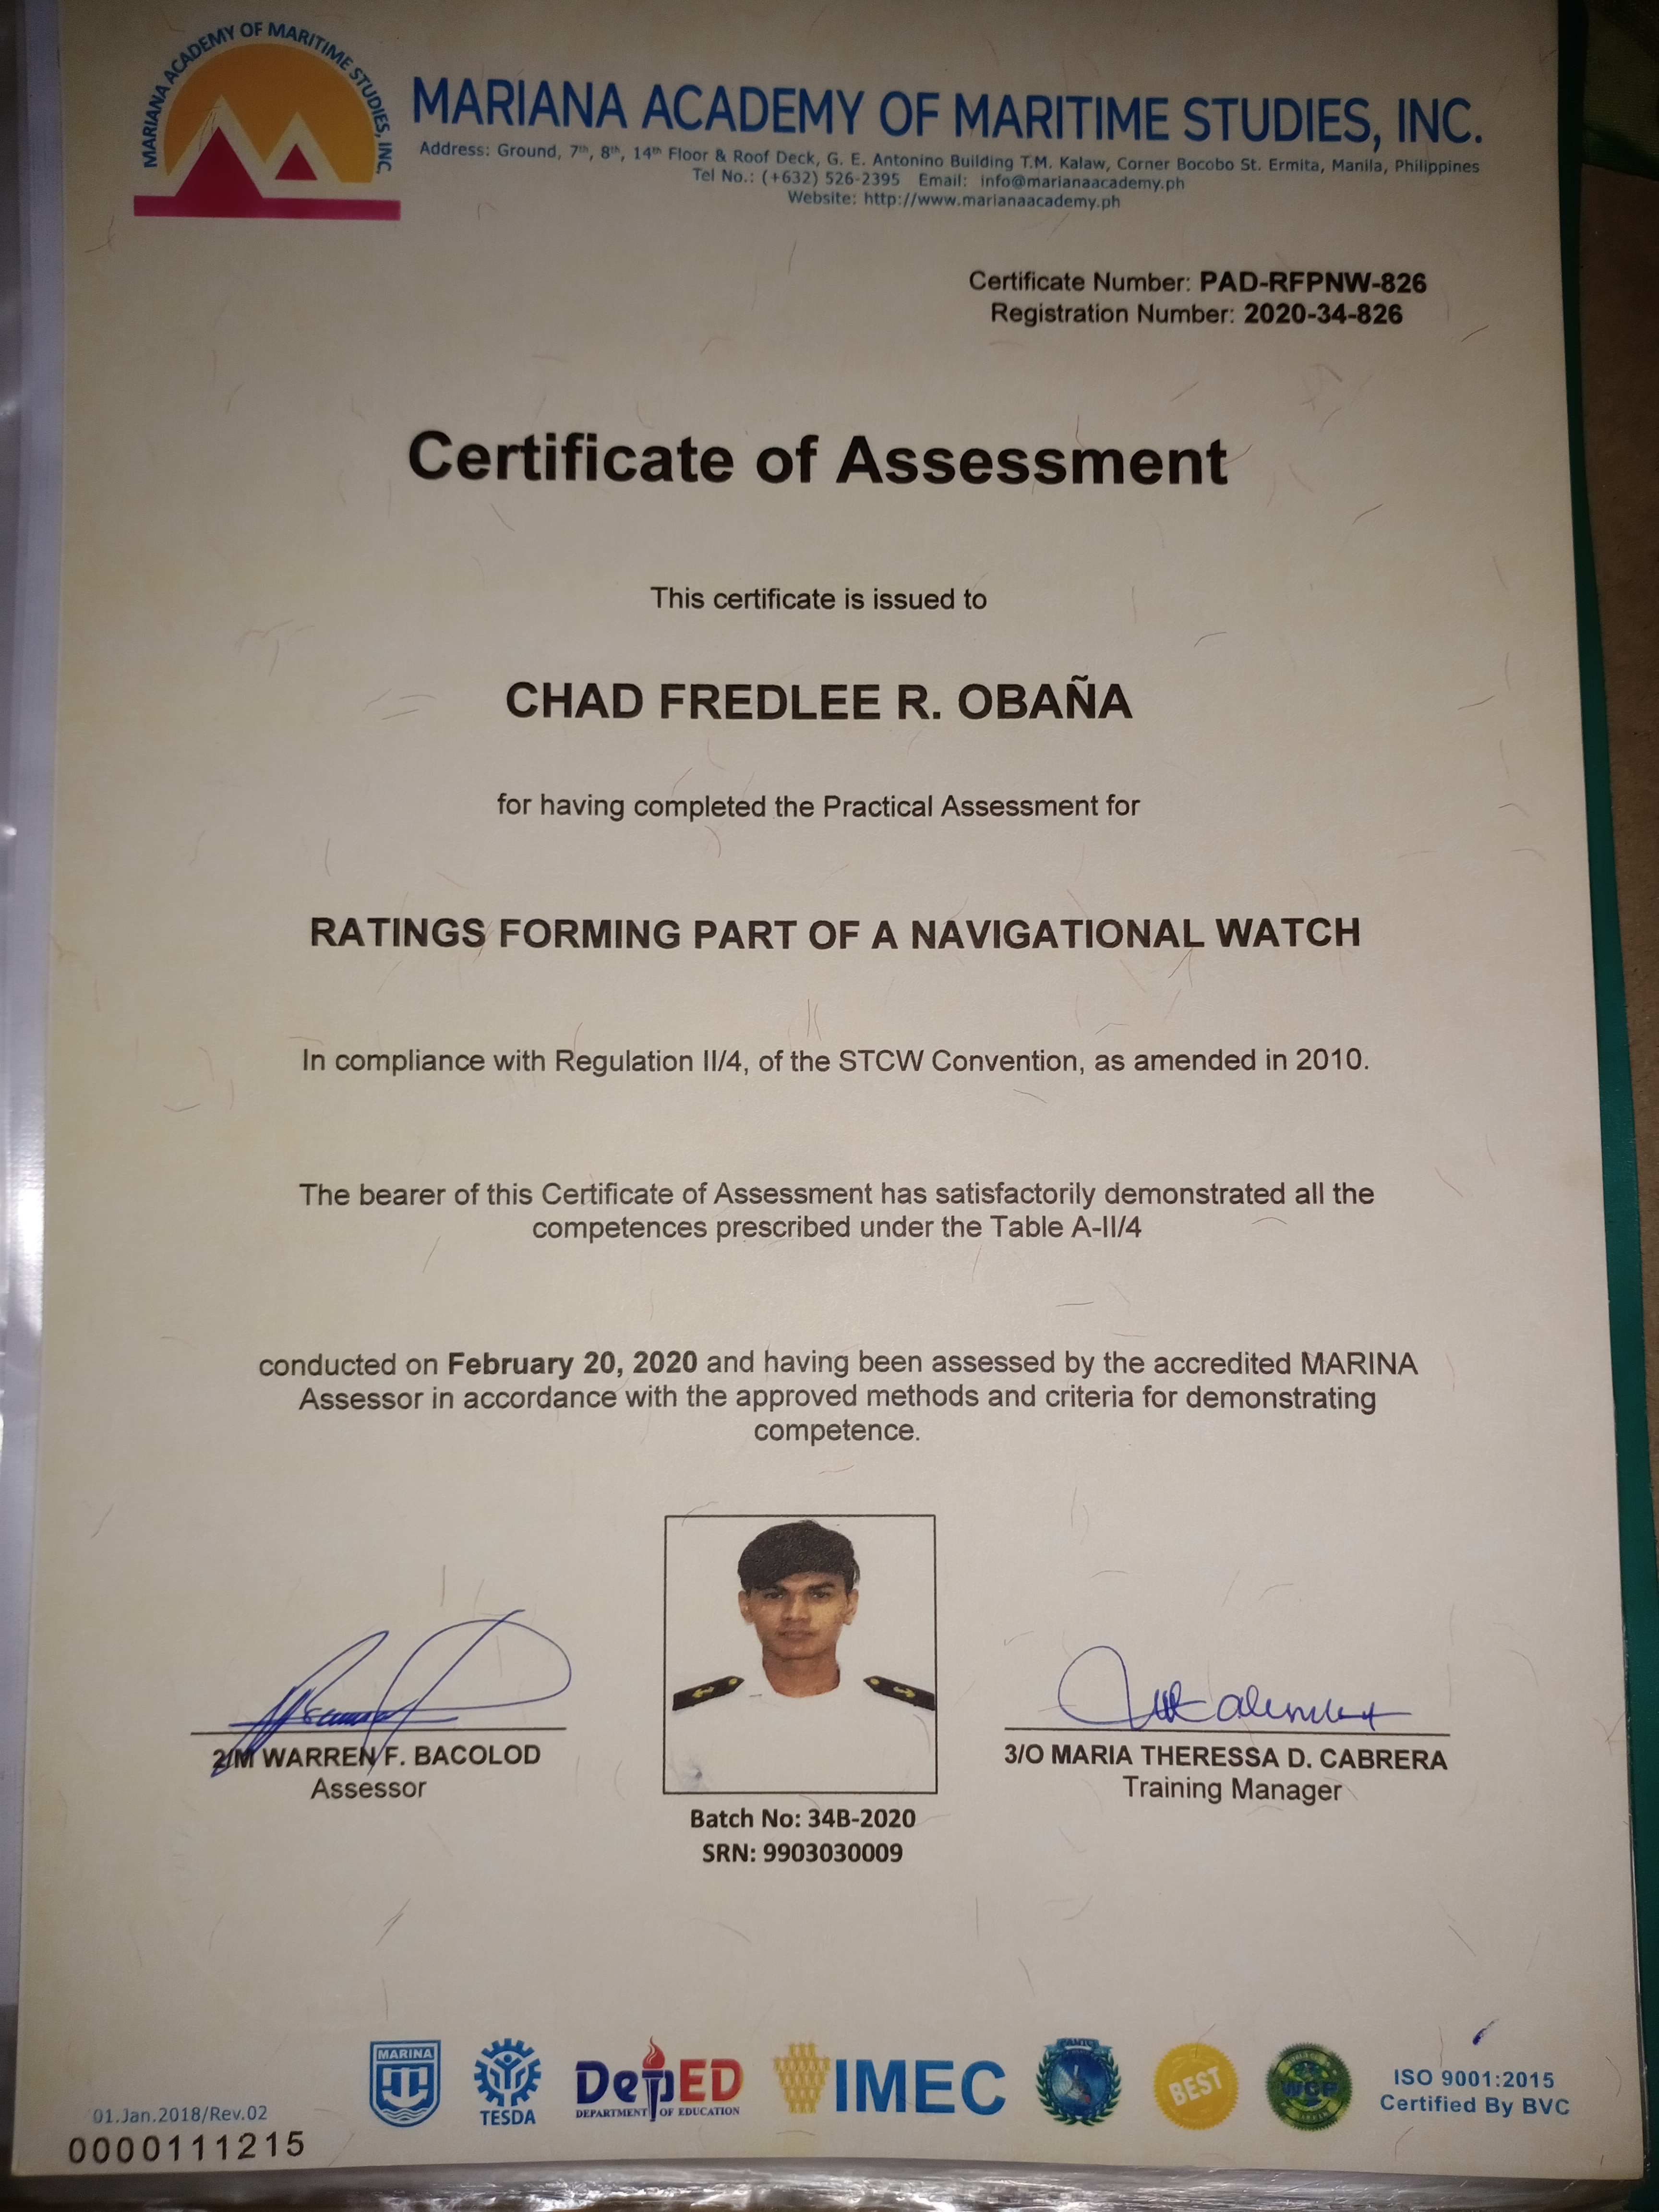 MARIANA ACADEMY OF MARITIME STUDIES, INC.
MARIANA ACADEMY OF MARITIME STUDIES, INC.
Address: Ground, 7th, 8th, 14th Floor & Roof Deck, G. E. Antonino Building T.M. Kalaw, Corner Bocobo St. Ermita, Manila, Philippines
Tel No.: (+632) 526-2395 Email: info@marianaacademy.ph
Website: http://www.marianaacademy.ph
Certificate Number: PAD-RFPNW-826
Registration Number: 2020-34-826
Certificate of Assessment
This certificate is issued to
CHAD FREDLEE R. OBAÑA
for having completed the Practical Assessment for
RATINGS FORMING PART OF A NAVIGATIONAL WATCH
In compliance with Regulation II/4, of the STCW Convention, as amended in 2010.
The bearer of this Certificate of Assessment has satisfactorily demonstrated all the
competences prescribed under the Table A-II/4
conducted on February 20, 2020 and having been assessed by the accredited MARINA
Assessor in accordance with the approved methods and criteria for demonstrating
competence.
2/M WARREN F. BACOLOD
Assessor
3/O MARIA THERESSA D. CABRERA
Training Manager
Batch No: 34B-2020
SRN: 9903030009
MARINA
TESDA
DepED
DEPARTMENT OF EDUCATION
IMEC
BEST
WCP
ISO 9001:2015
Certified By BVC
01.Jan.2018/Rev.02
0000111215